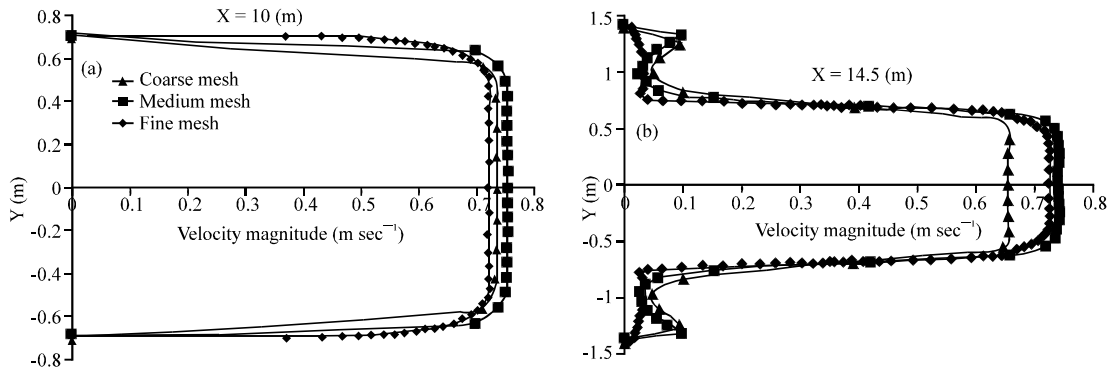 X = 10 (m)
0.8
0.6
0.4
0.2
0
-0.2
-0.4
-0.6
-0.8
Y (m)
(a)
Coarse mesh
Medium mesh
Fine mesh
0 0.1 0.2 0.3 0.4 0.5 0.6 0.7 0.8
Velocity magnitude (m sec⁻¹)
1.5
1
0.5
0
-0.5
-1
-1.5
Y (m)
X = 14.5 (m)
(b)
0 0.1 0.2 0.3 0.4 0.5 0.6 0.7 0.8
Velocity magnitude (m sec⁻¹)